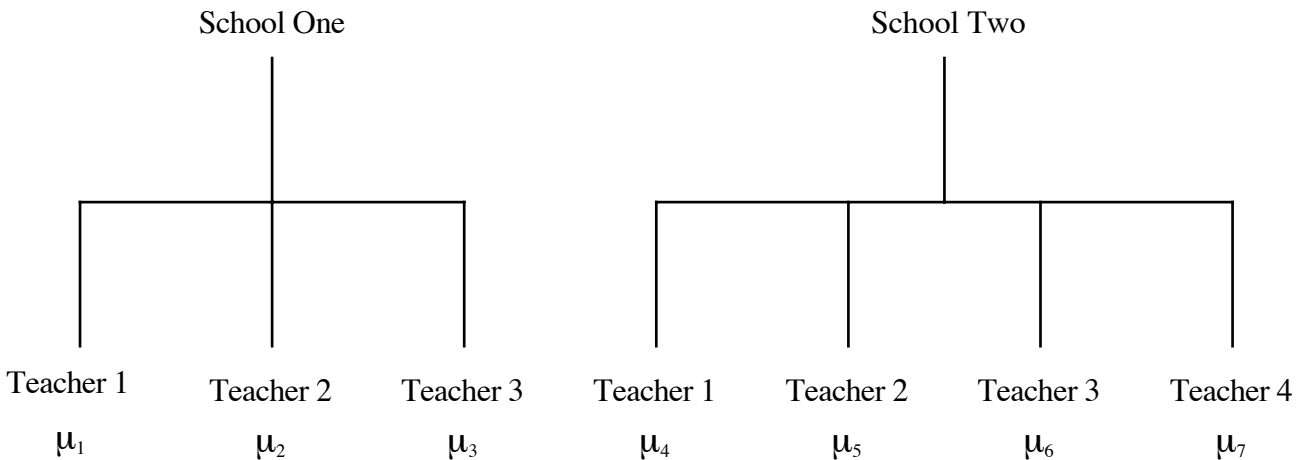 School One School Two
Teacher 1 Teacher 2 Teacher 3 Teacher 1 Teacher 2 Teacher 3 Teacher 4
μ₁ μ₂ μ₃ μ₄ μ₅ μ₆ μ₇